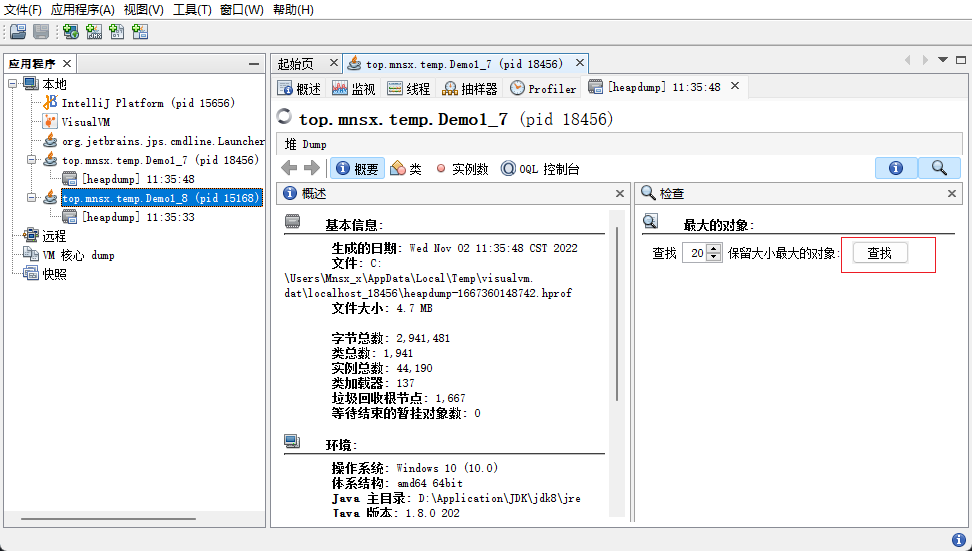 文件(F) 应用程序(A) 视图(V) 工具(T) 窗口(W) 帮助(H)
应用程序
本地
IntelliJ Platform (pid 15656)
VisualVM
org.jetbrains.jps.cmdline.Launcher
top.mnsx.temp.Demo1_7 (pid 18456)
[heapdump] 11:35:48
top.mnsx.temp.Demo1_8 (pid 15168)
[heapdump] 11:35:33
远程
VM 核心 dump
快照
起始页 top.mnsx.temp.Demo1_7 (pid 18456)
概述 监视 线程 抽样器 Profiler [heapdump] 11:35:48
top.mnsx.temp.Demo1_7 (pid 18456)
堆 Dump
概要 类 实例数 OQL 控制台
概述
基本信息:
生成的日期: Wed Nov 02 11:35:48 CST 2022
文件: C:
\Users\Mnsx_x\AppData\Local\Temp\visualvm.
dat\localhost_18456\heapdump-1667360148742.hprof
文件大小: 4.7 MB
字节总数: 2,941,481
类总数: 1,941
实例总数: 44,190
类加载器: 137
垃圾回收根节点: 1,667
等待结束的暂挂对象数: 0
环境:
操作系统: Windows 10 (10.0)
体系结构: amd64 64bit
Java 主目录: D:\Application\JDK\jdk8\jre
Java 版本: 1.8.0_202
检查
最大的对象:
查找 20 保留大小最大的对象: 查找